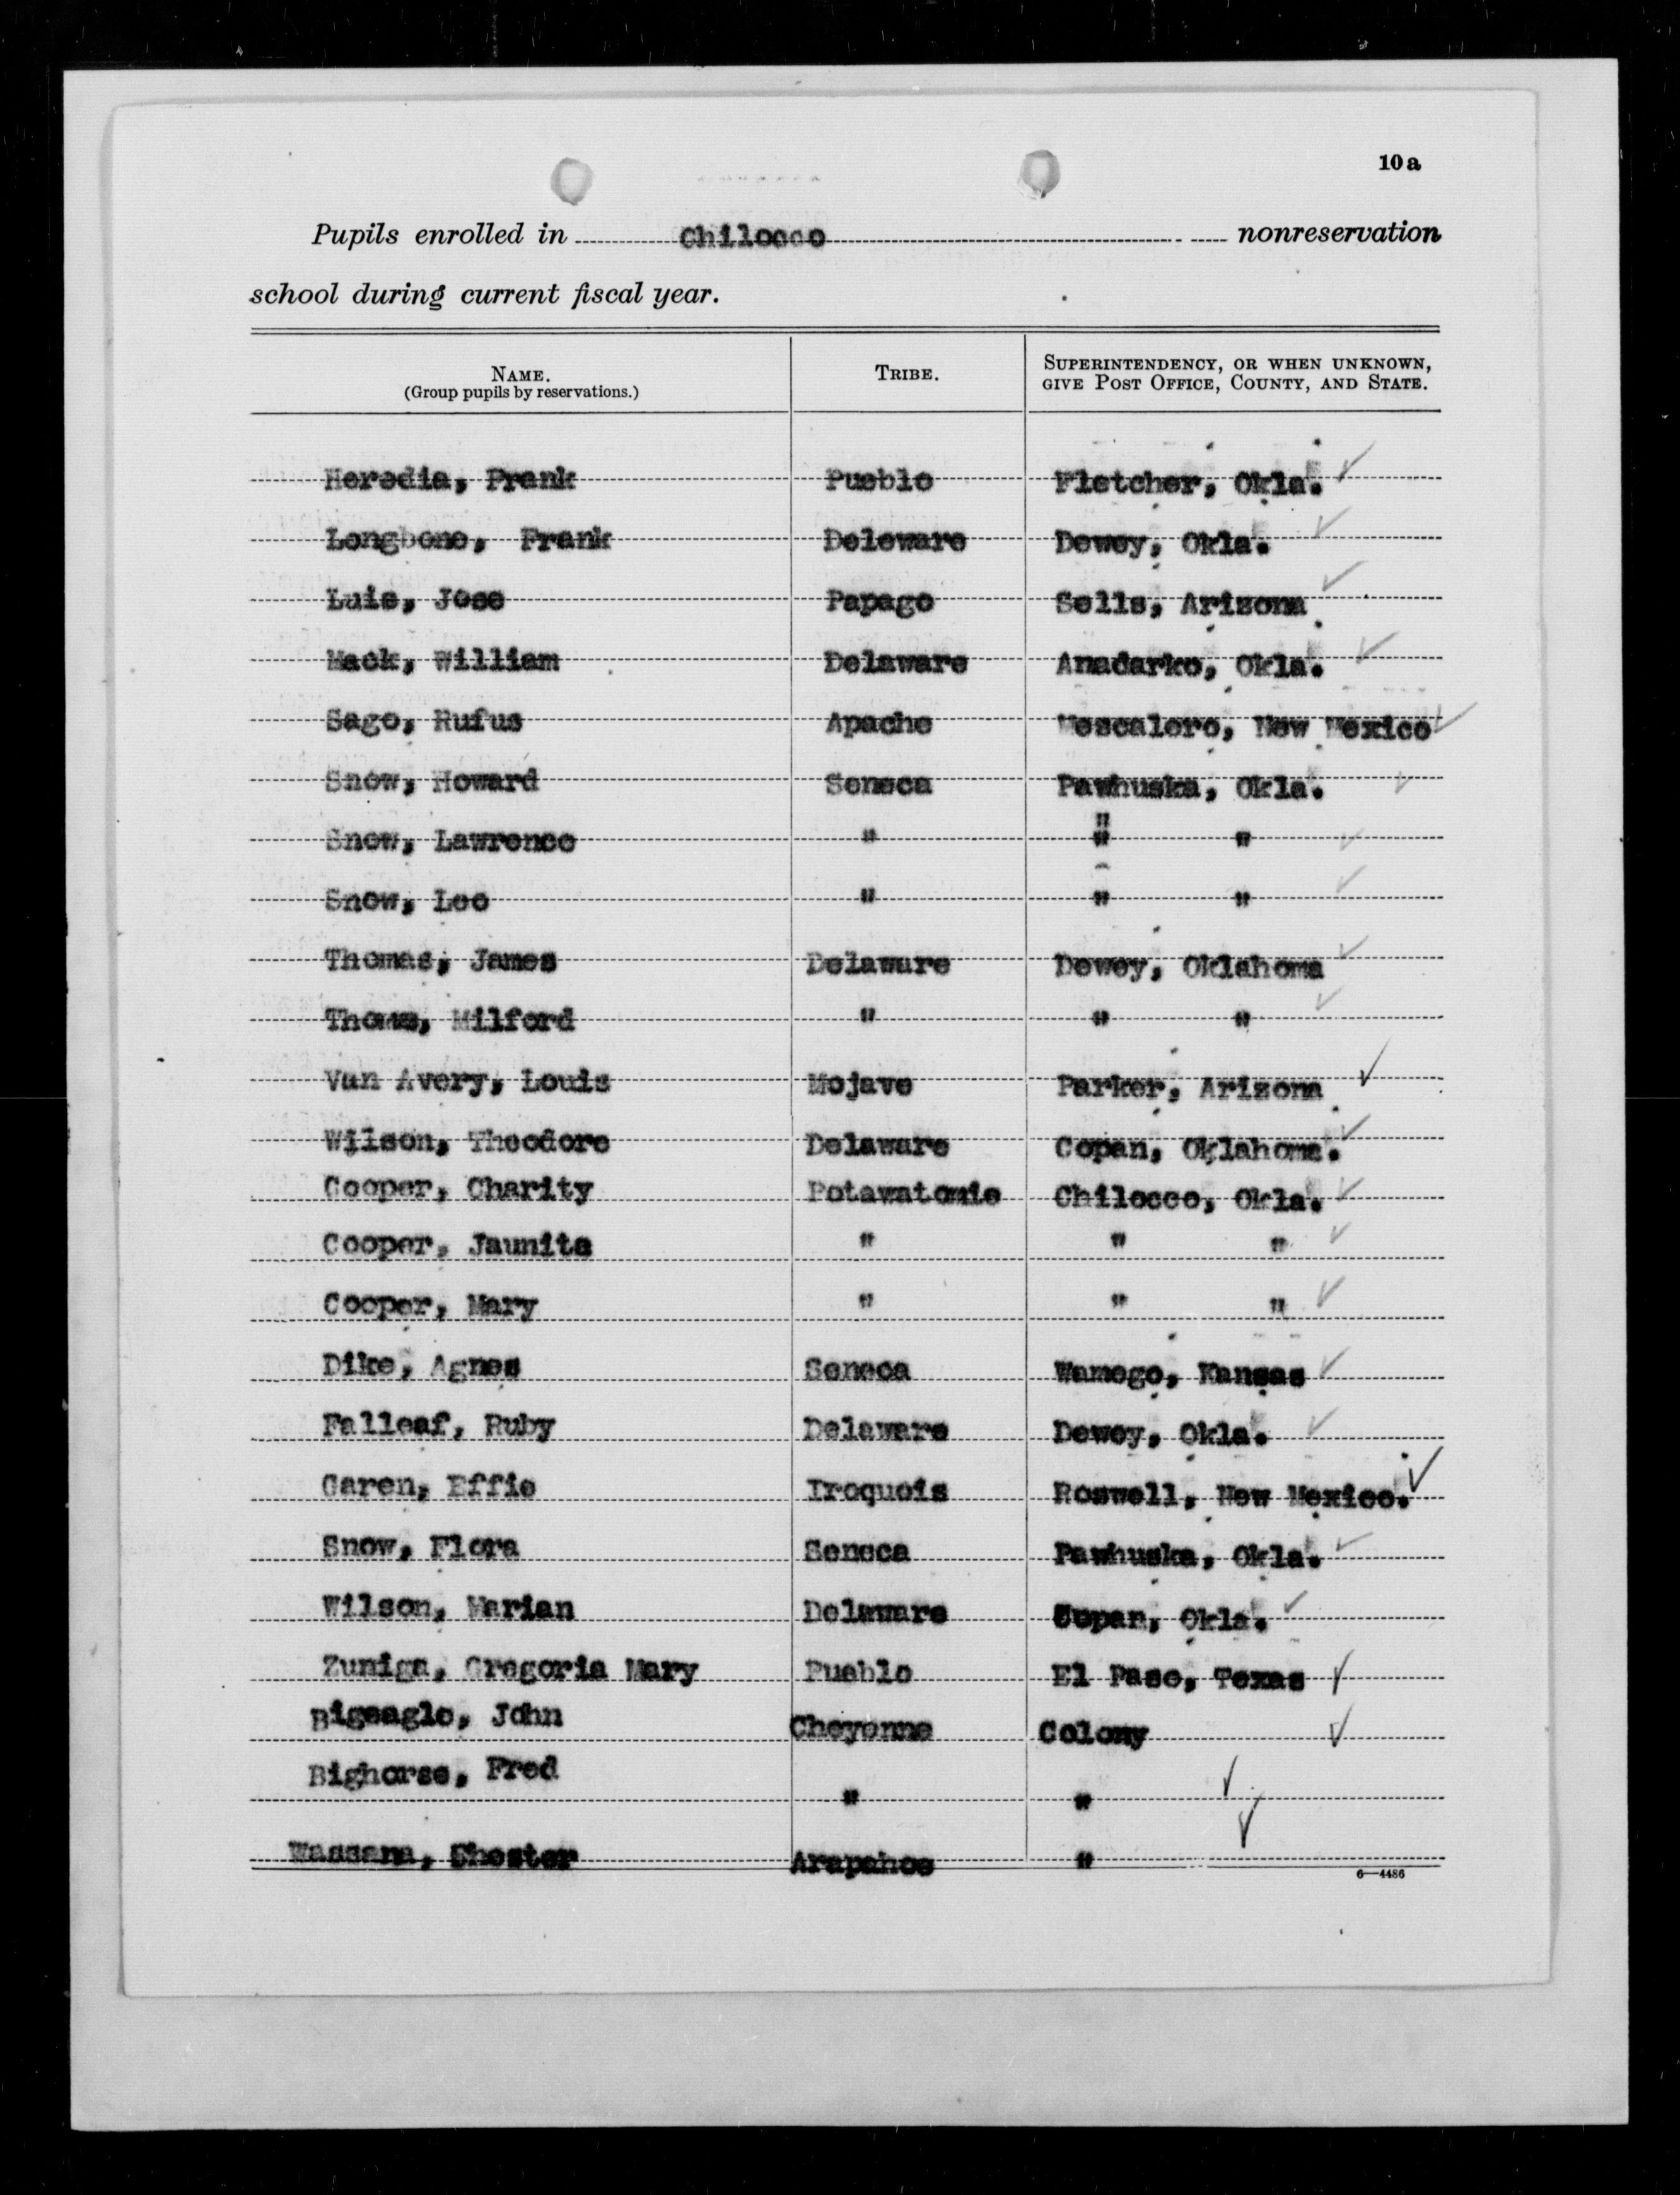 10a
Pupils enrolled in Chilocco nonreservation
school during current fiscal year.
NAME. TRIBE. SUPERINTENDENCY, OR WHEN UNKNOWN,
(Group pupils by reservations.) GIVE POST OFFICE, COUNTY, AND STATE.
Heredia, Frank Pueblo Fletcher, Okla. ✓
Longbone, Frank Deleware Dewey, Okla. ✓
Luis, Jose Papago Sells, Arizona ✓
Mack, William Delaware Anadarko, Okla. ✓
Sago, Rufus Apache Mescalero, New Mexico ✓
Snow, Howard Seneca Pawhuska, Okla. ✓
Snow, Lawrence " " " ✓
Snow, Leo " " " ✓
Thomas, James Delaware Dewey, Oklahoma ✓
Thomas, Milford " " " ✓
Van Avery, Louis Mojave Parker, Arizona ✓
Wilson, Theodore Delaware Copan, Oklahoma. ✓
Cooper, Charity Potawatomie Chilocco, Okla. ✓
Cooper, Jaunita " " " ✓
Cooper, Mary " " " ✓
Dike, Agnes Seneca Wamego, Kansas ✓
Falleaf, Ruby Delaware Dewey, Okla. ✓
Garen, Effie Iroquois Roswell, New Mexico. ✓
Snow, Flora Seneca Pawhuska, Okla. ✓
Wilson, Marian Delaware Copan, Okla. ✓
Zuniga, Gregoria Mary Pueblo El Paso, Texas ✓
Bigeagle, John Cheyenne Colony ✓
Bighorse, Fred " " ✓
Wassana, Chester Arapahoe " ✓
6—4486